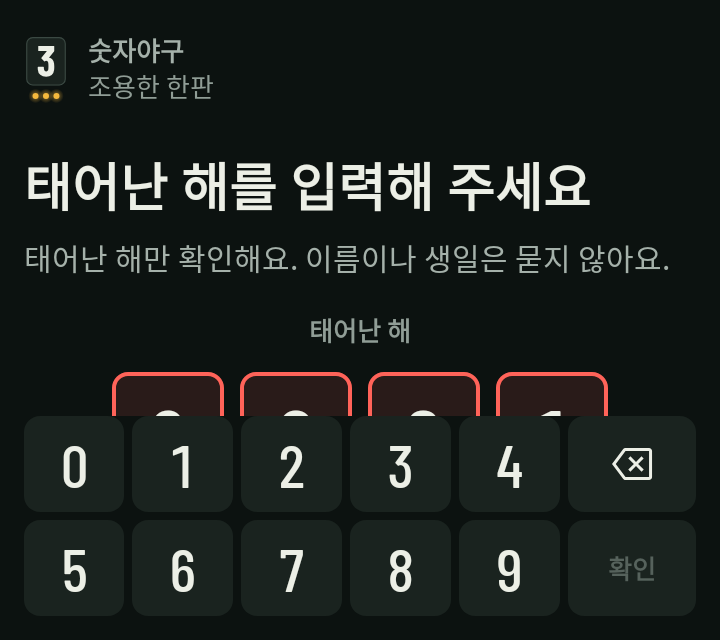 3
숫자야구
조용한 한판
태어난 해를 입력해 주세요
태어난 해만 확인해요. 이름이나 생일은 묻지 않아요.
태어난 해
0 1 2 3 4
5 6 7 8 9 확인